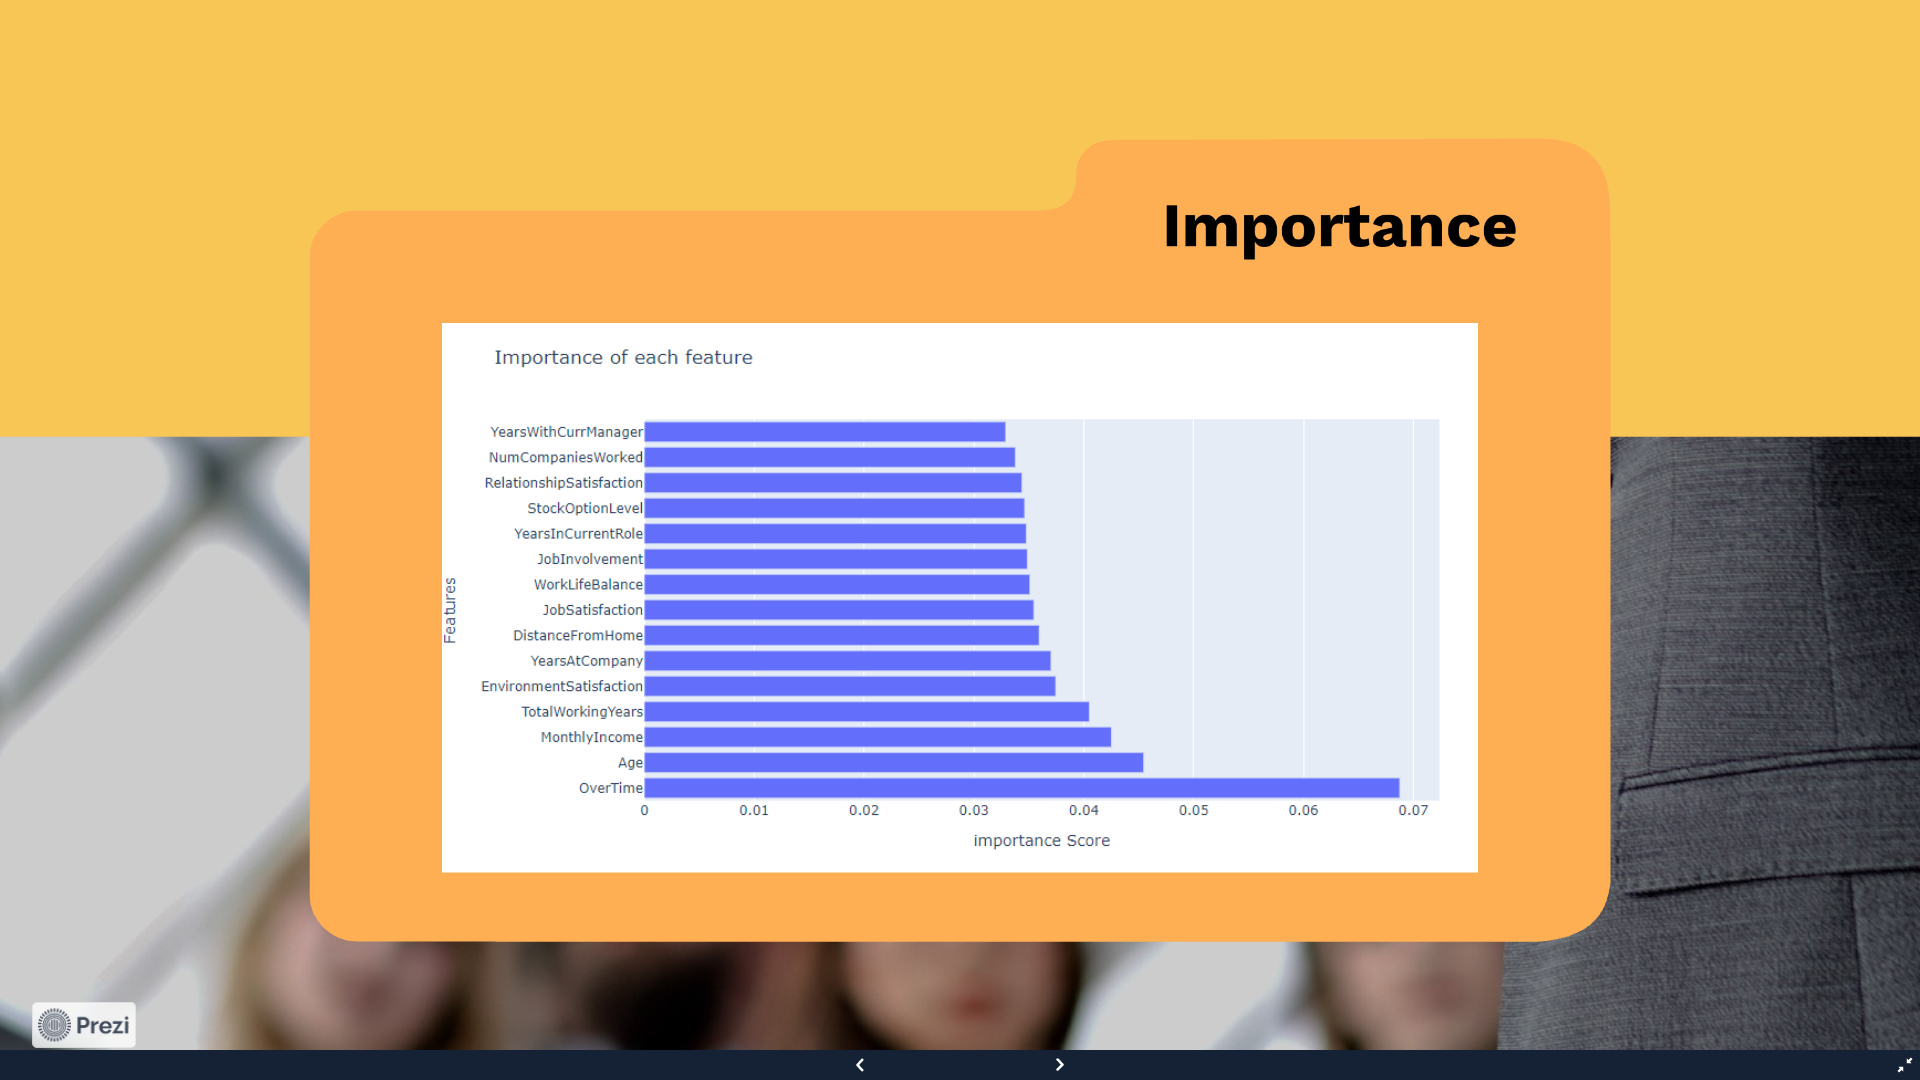 Importance
Importance of each feature
Features
YearsWithCurrManager
NumCompaniesWorked
RelationshipSatisfaction
StockOptionLevel
YearsInCurrentRole
JobInvolvement
WorkLifeBalance
JobSatisfaction
DistanceFromHome
YearsAtCompany
EnvironmentSatisfaction
TotalWorkingYears
MonthlyIncome
Age
OverTime
0 0.01 0.02 0.03 0.04 0.05 0.06 0.07
importance Score
Prezi